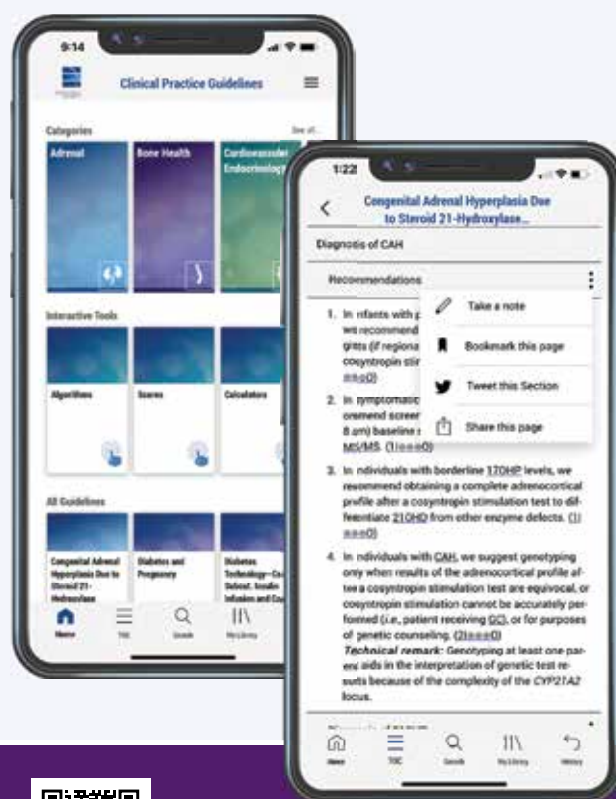 9:14
Clinical Practice Guidelines
Categories
See all...
Adrenal
Bone Health
Cardiovascular
Endocrinology
Interactive Tools
Algorithms
Scores
Calculators
All Guidelines
Congenital Adrenal
Hyperplasia Due to
Steroid 21-
Hydroxylase
Diabetes and
Pregnancy
Diabetes
Technology—Co
Subcut. Insulin
Infusion and
Home
TOC
Search
My Library
1:22
Congenital Adrenal Hyperplasia Due
to Steroid 21-Hydroxylase...
Diagnosis of CAH
Recommendations
Take a note
Bookmark this page
Tweet this Section
Share this page
1. In infants with p
we recommend
(if regiona
cosyntropin stir
2. In symptomatic
ommend screer
8 am) baseline
MS/MS.
3. In ndividuals with borderline 17OHP levels, we
recommend obtaining a complete adrenocortical
profile after a cosyntropin stimulation test to dif-
ferentiate 21OHD from other enzyme defects.
4. In ndividuals with CAH, we suggest genotyping
only when results of the adrenocortical profile af-
ter a cosyntropin stimulation test are equivocal, or
cosyntropin stimulation cannot be accurately per-
formed (i.e., patient receiving GC), or for purposes
of genetic counseling.
Technical remark: Genotyping at least one par-
ent aids in the interpretation of genetic test re-
sults because of the complexity of the CYP21A2
locus.
Home
TOC
Search
My Library
History